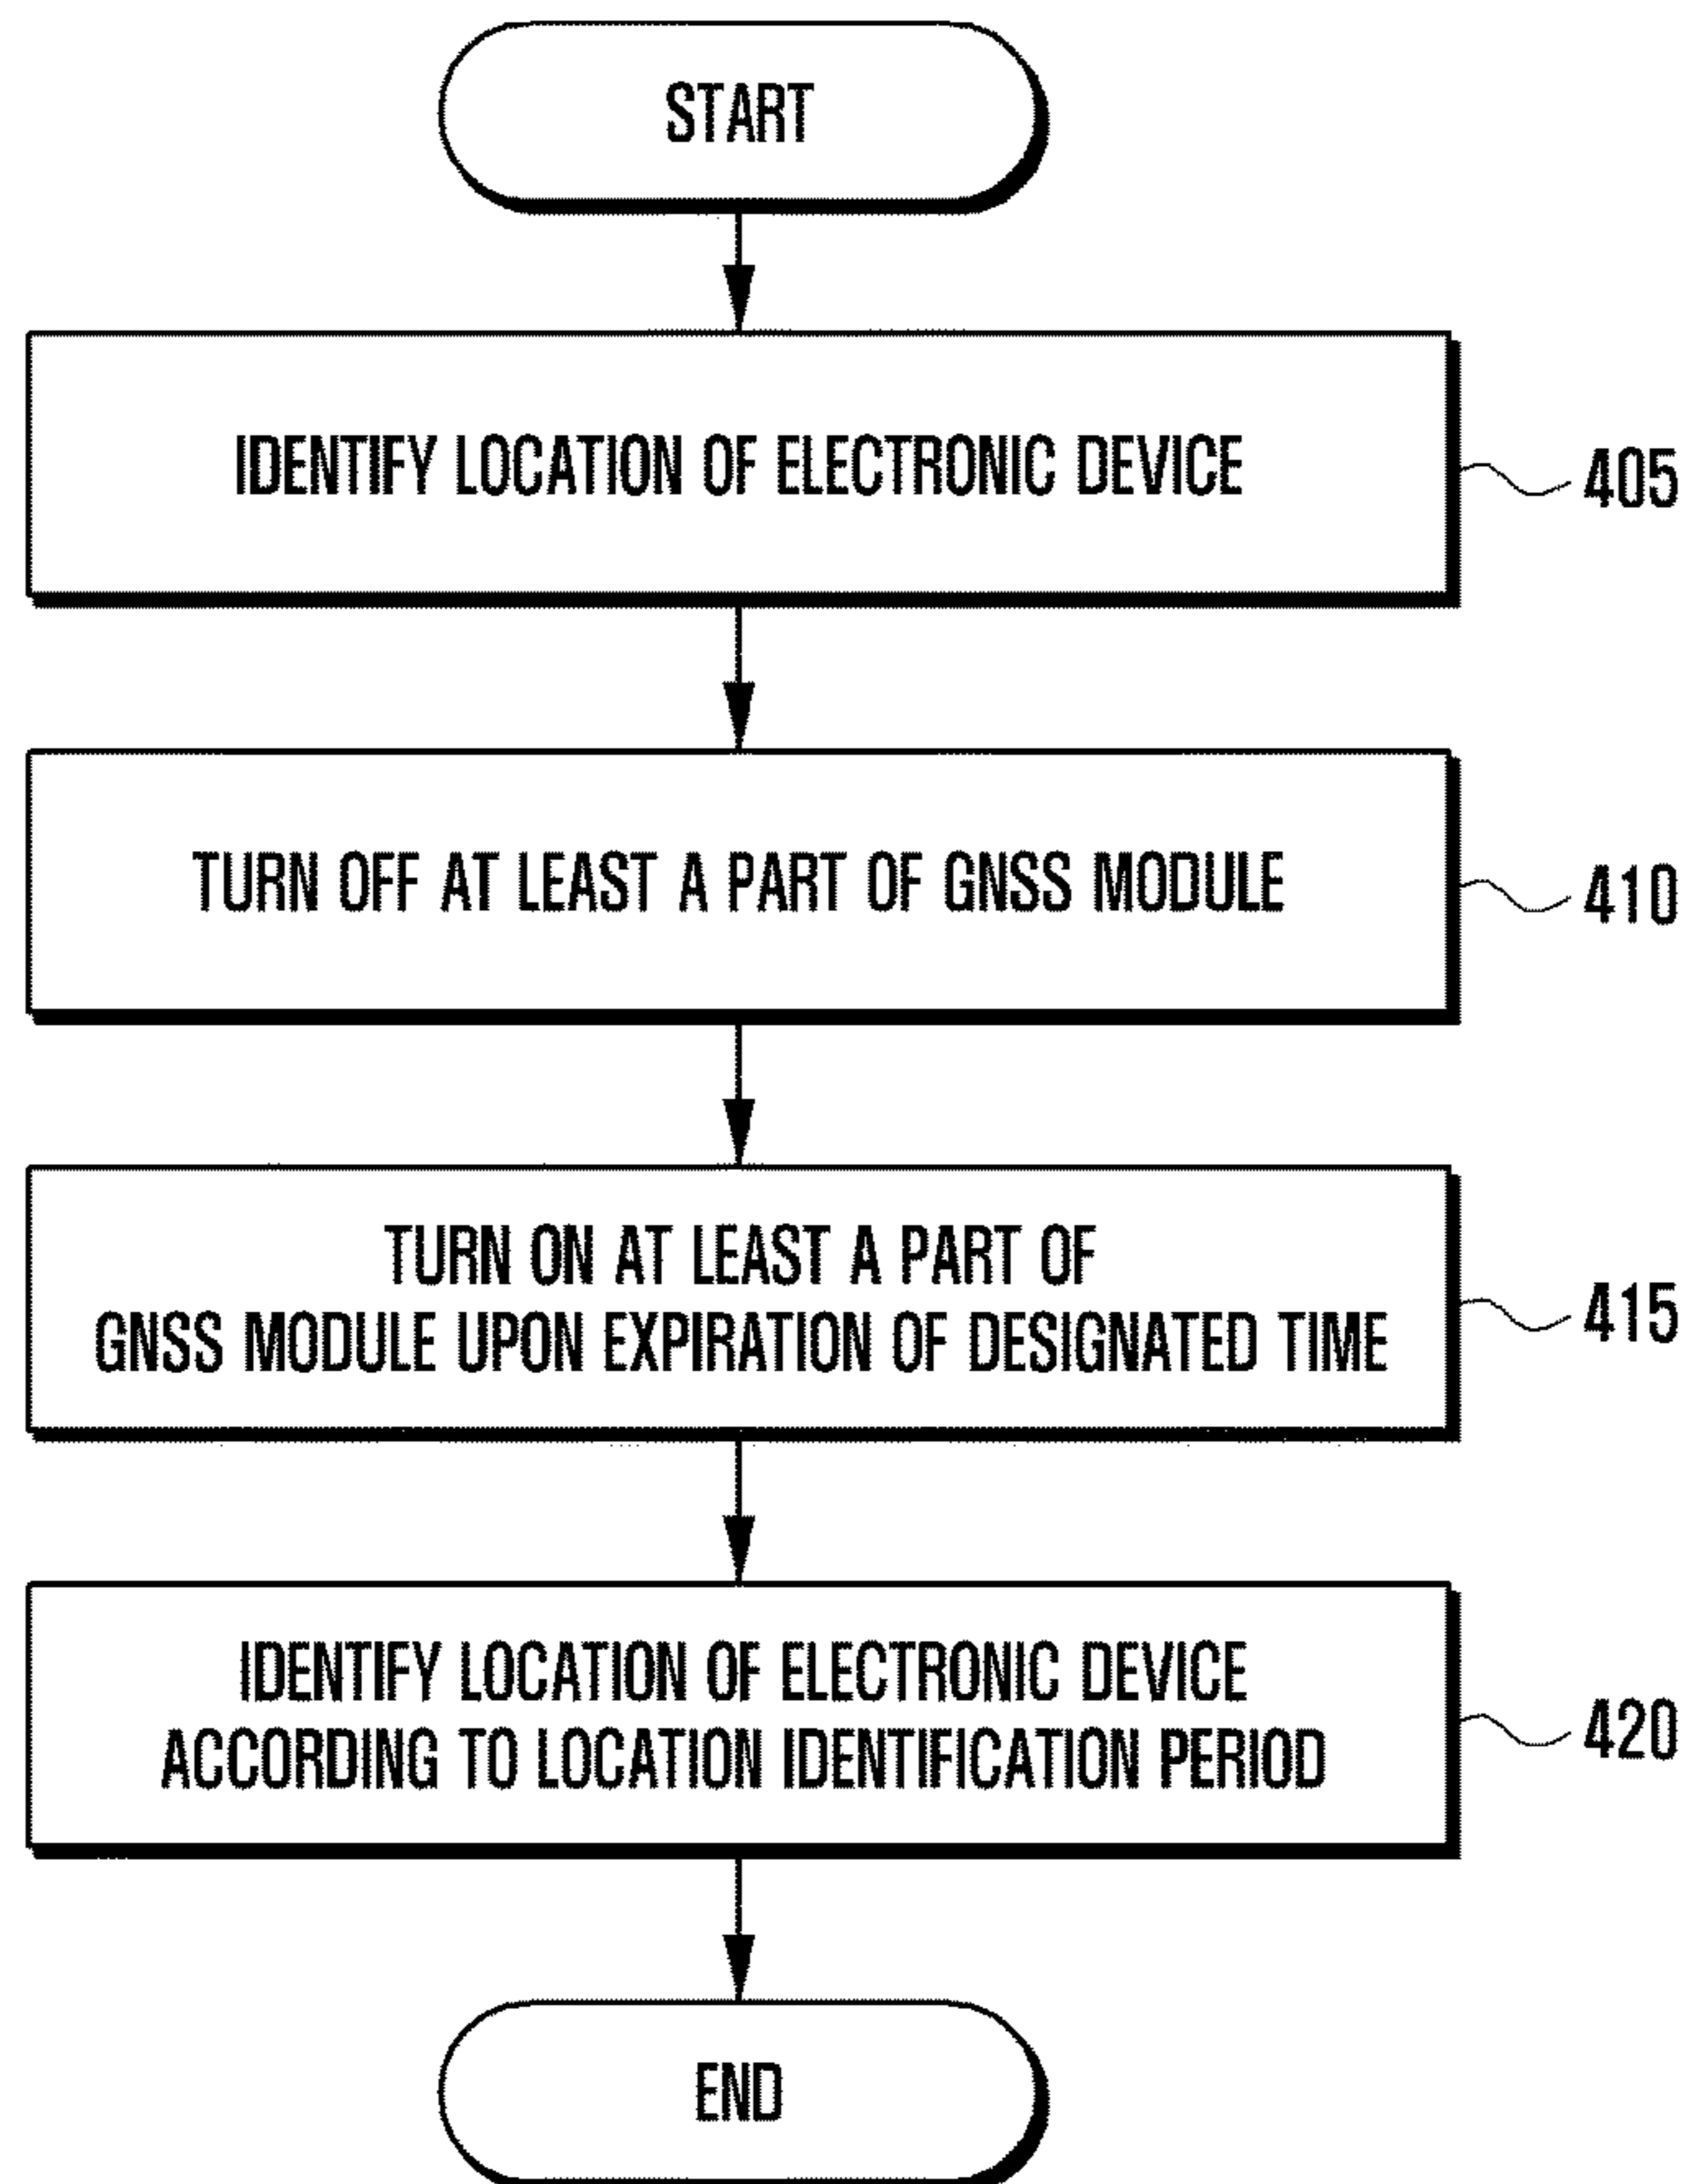 START
IDENTIFY LOCATION OF ELECTRONIC DEVICE
405
TURN OFF AT LEAST A PART OF GNSS MODULE
410
TURN ON AT LEAST A PART OF
GNSS MODULE UPON EXPIRATION OF DESIGNATED TIME
415
IDENTIFY LOCATION OF ELECTRONIC DEVICE
ACCORDING TO LOCATION IDENTIFICATION PERIOD
420
END